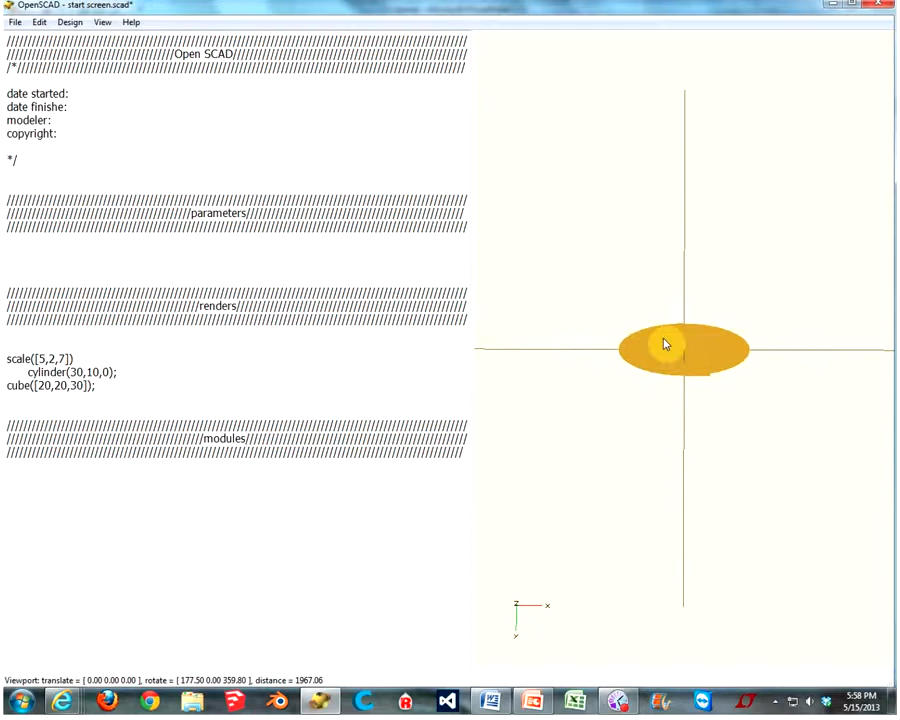 OpenSCAD - start screen.scad*
File Edit Design View Help
///////////////////////////////////////////////////////////////////////////////////////////////////////////////
////////////////////////////////////////Open SCAD////////////////////////////////////////////////////////
/*/////////////////////////////////////////////////////////////////////////////////////////////////////////////
date started:
date finishe:
modeler:
copyright:
*/
///////////////////////////////////////////////////////////////////////////////////////////////////////////////
////////////////////////////////////////////parameters////////////////////////////////////////////////////
///////////////////////////////////////////////////////////////////////////////////////////////////////////////
///////////////////////////////////////////////////////////////////////////////////////////////////////////////
//////////////////////////////////////////////renders///////////////////////////////////////////////////////
///////////////////////////////////////////////////////////////////////////////////////////////////////////////
scale([5,2,7])
cylinder(30,10,0);
cube([20,20,30]);
///////////////////////////////////////////////////////////////////////////////////////////////////////////////
///////////////////////////////////////////////modules/////////////////////////////////////////////////////
//////////////////////////////////////////////////////////////////////////////////////////////////////////////
Z
x
y
Viewport: translate = [ 0.00 0.00 0.00 ], rotate = [ 177.50 0.00 359.80 ], distance = 1967.06
5:58 PM
5/15/2013